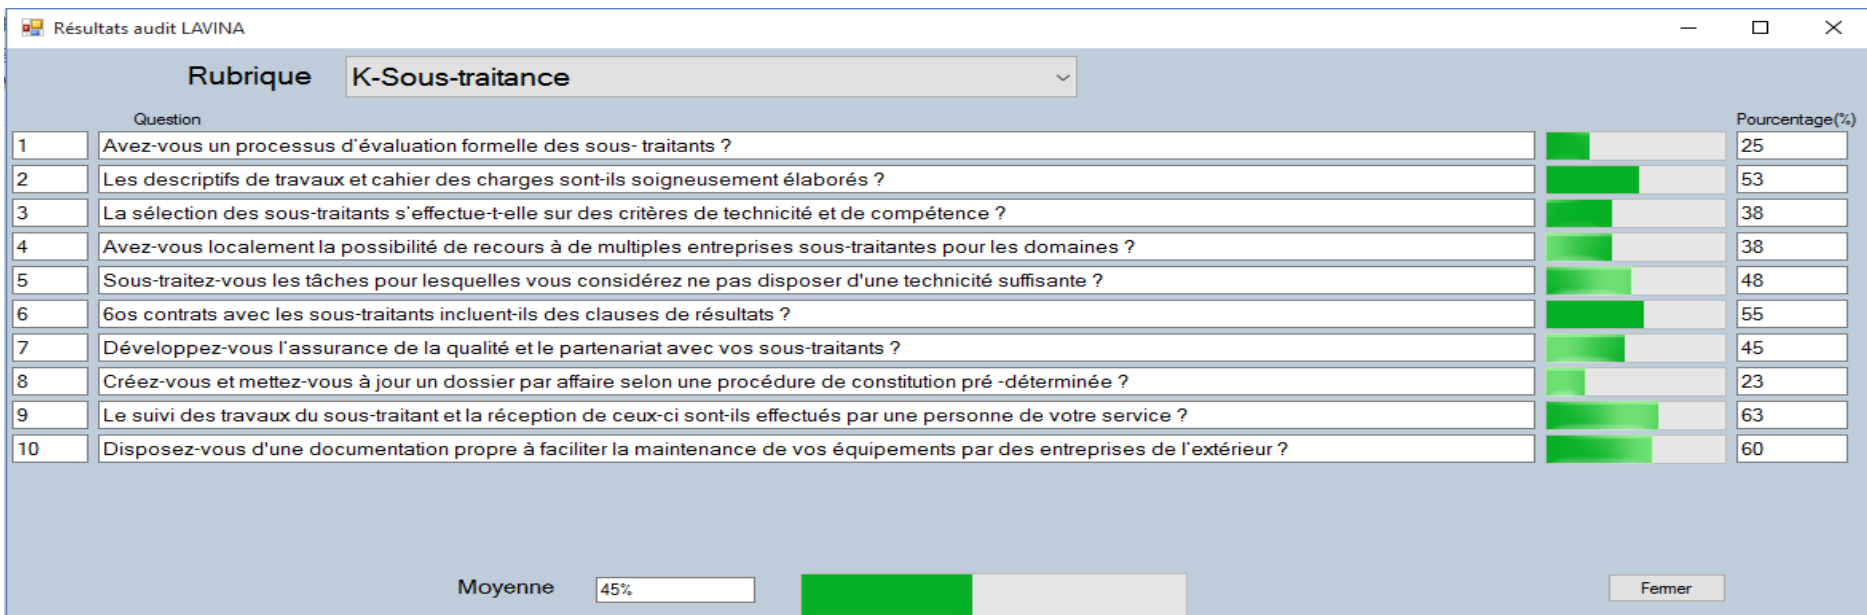 Résultats audit LAVINA
Rubrique K-Sous-traitance
Question Pourcentage(%)
1 Avez-vous un processus d'évaluation formelle des sous- traitants ? 25
2 Les descriptifs de travaux et cahier des charges sont-ils soigneusement élaborés ? 53
3 La sélection des sous-traitants s'effectue-t-elle sur des critères de technicité et de compétence ? 38
4 Avez-vous localement la possibilité de recours à de multiples entreprises sous-traitantes pour les domaines ? 38
5 Sous-traitez-vous les tâches pour lesquelles vous considérez ne pas disposer d'une technicité suffisante ? 48
6 6os contrats avec les sous-traitants incluent-ils des clauses de résultats ? 55
7 Développez-vous l'assurance de la qualité et le partenariat avec vos sous-traitants ? 45
8 Créez-vous et mettez-vous à jour un dossier par affaire selon une procédure de constitution pré -déterminée ? 23
9 Le suivi des travaux du sous-traitant et la réception de ceux-ci sont-ils effectués par une personne de votre service ? 63
10 Disposez-vous d'une documentation propre à faciliter la maintenance de vos équipements par des entreprises de l'extérieur ? 60
Moyenne 45% Fermer